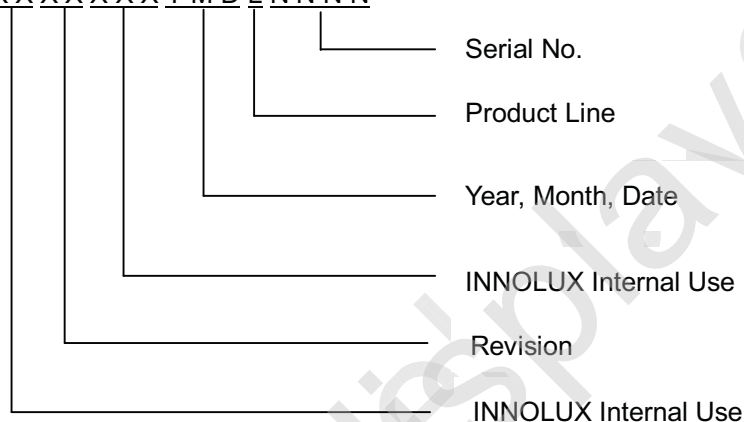 Serial No.
Product Line
Year, Month, Date
INNOLUX Internal Use
Revision
INNOLUX Internal Use